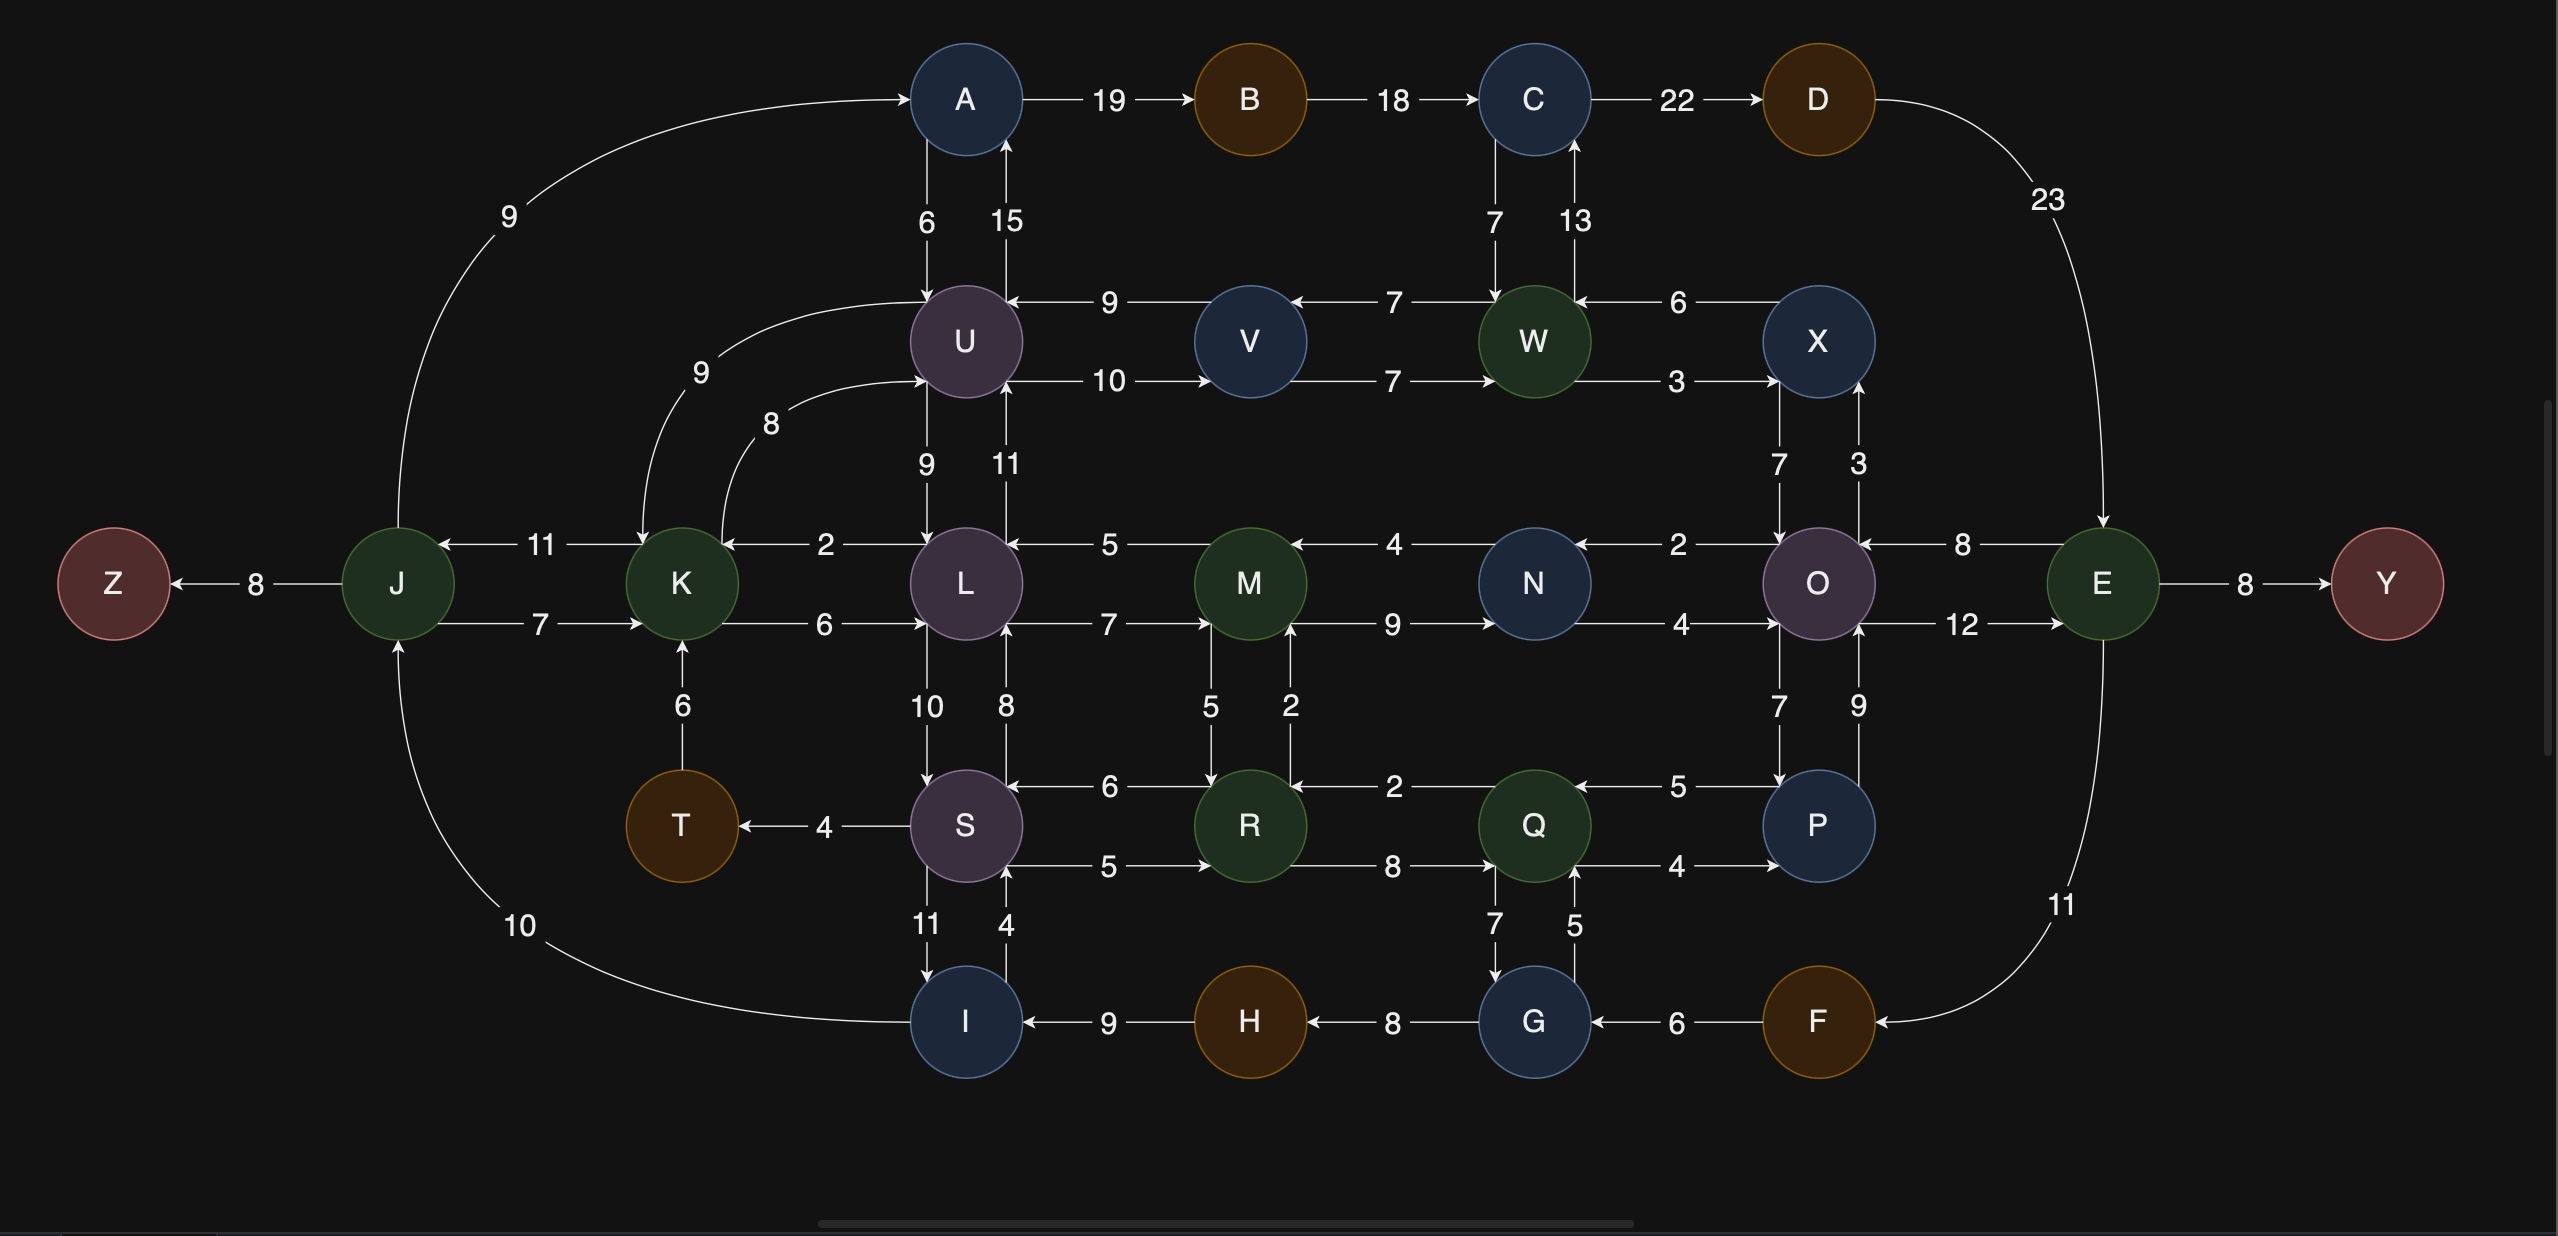 A 19 B 18 C 22 D
9 6 15 7 13 23
U 9 V 7 W 6 X
10 7 3
9 8 9 11 7 3
Z 8 J 11 K 2 L 5 M 4 N 2 O 8 E 8 Y
7 6 7 9 4 12
6 10 8 5 2 7 9
T 4 S 6 R 2 Q 5 P
5 8 4
10 11 4 7 5 11
I 9 H 8 G 6 F